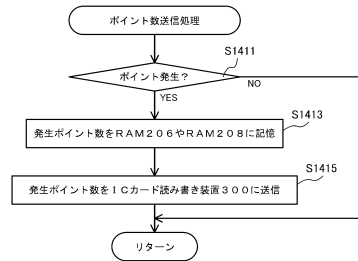 ポイント数送信処理
S1411
ポイント発生？
NO
YES
S1413
発生ポイント数をＲＡＭ２０６やＲＡＭ２０８に記憶
S1415
発生ポイント数をＩＣカード読み書き装置３００に送信
リターン